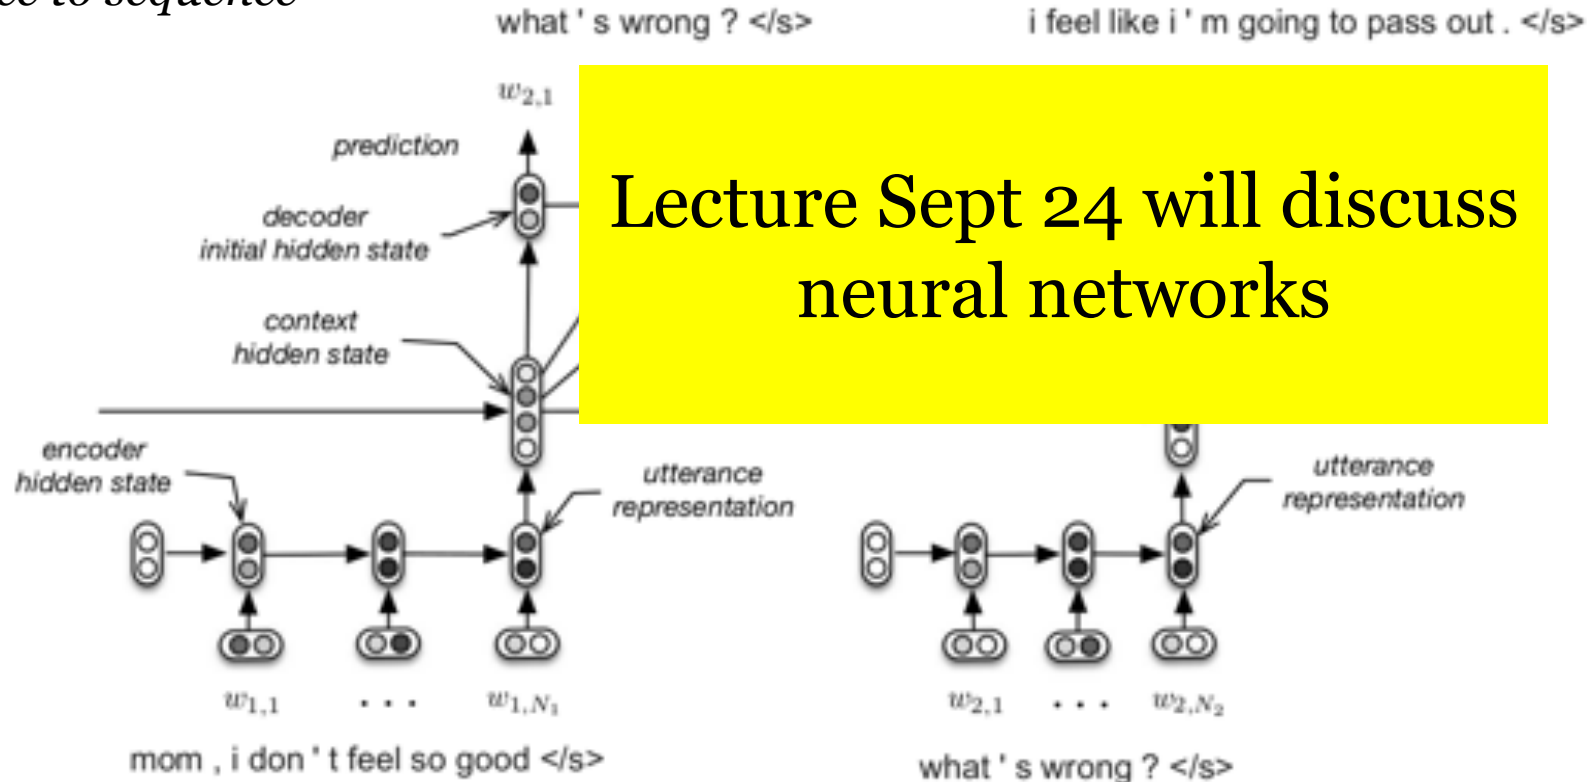 to sequence
what ' s wrong ? </s>
i feel like i ' m going to pass out . </s>
w2,1
prediction
decoder
initial hidden state
Lecture Sept 24 will discuss
neural networks
context
hidden state
encoder
hidden state
utterance
representation
utterance
representation
w1,1
. . .
w1,N1
w2,1
. . .
w2,N2
mom , i don ' t feel so good </s>
what ' s wrong ? </s>